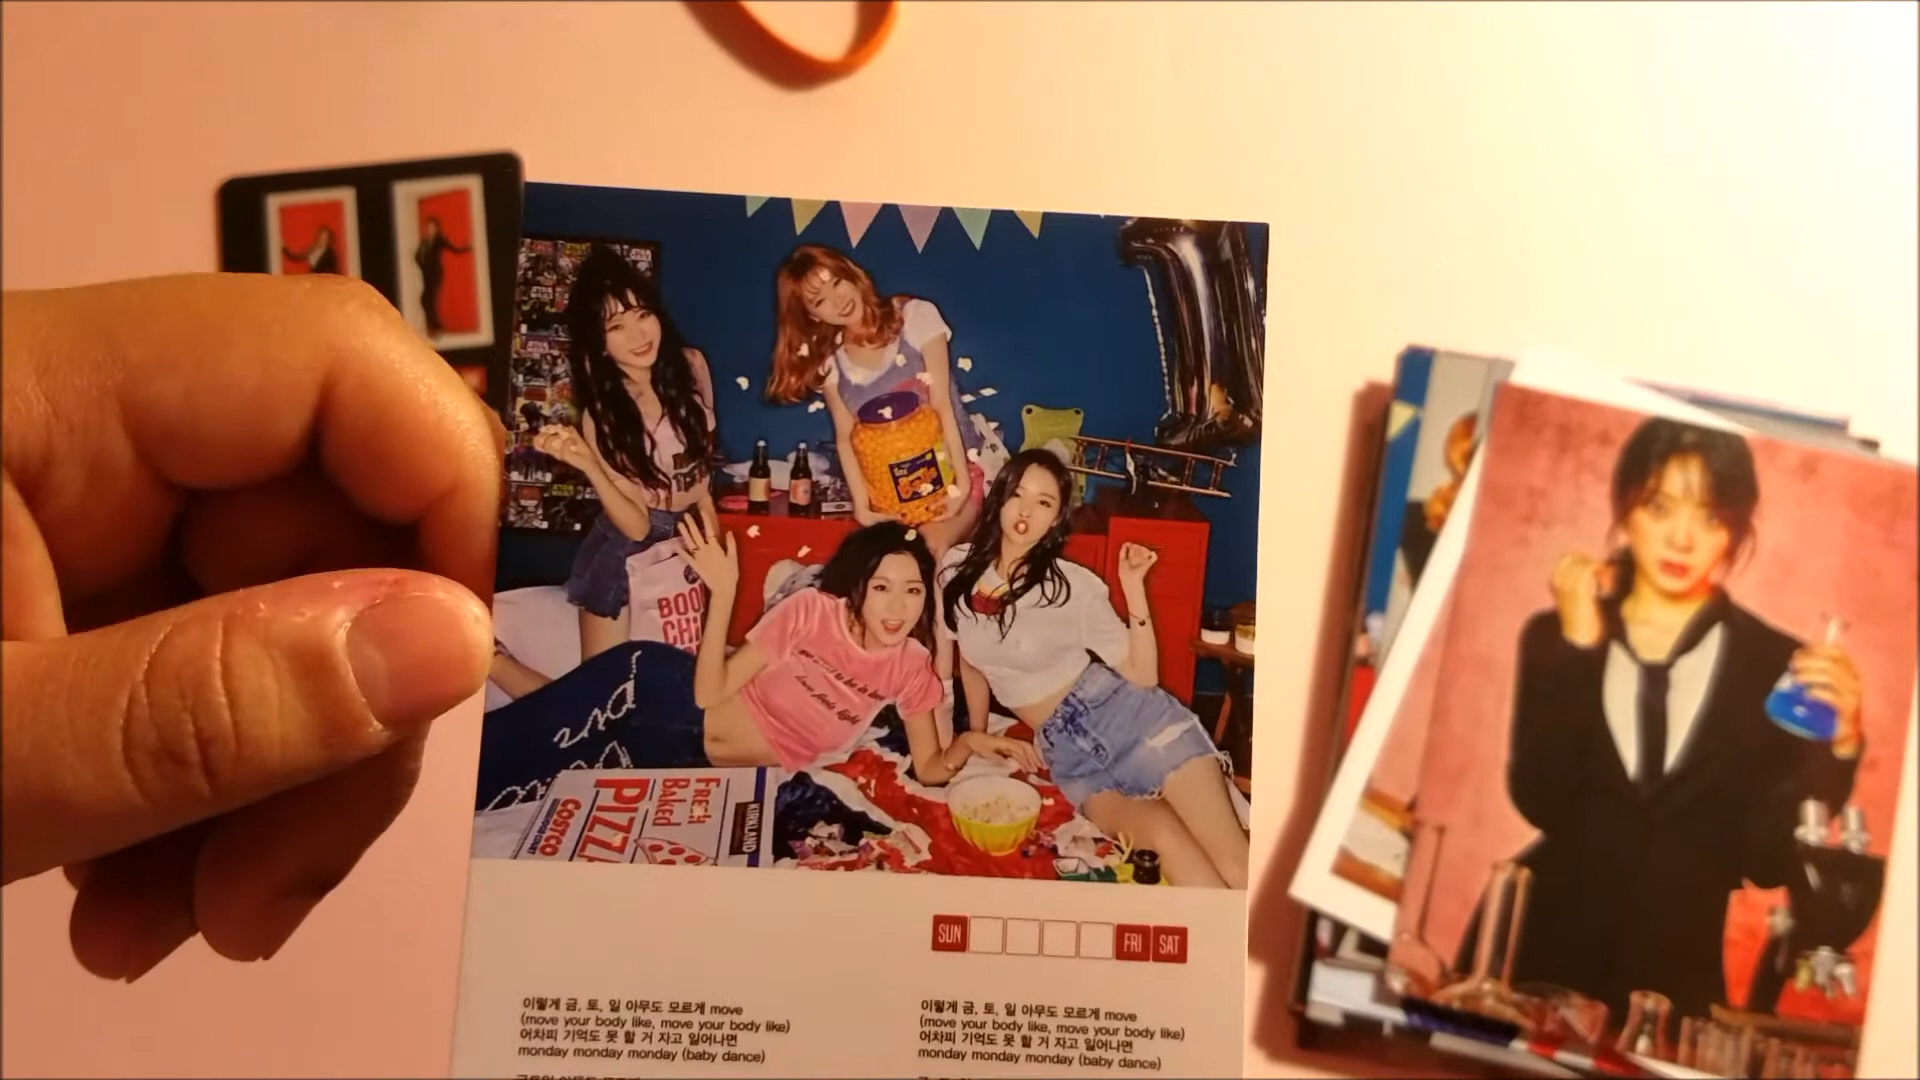 BOO
CHi
Fresh
Baked
PIZZA
COSTCO
KIRKLAND
SUN FRI SAT
이렇게 금, 토, 일 아무도 모르게 move
(move your body like, move your body like)
어차피 기억도 못 할 거 자고 일어나면
monday monday monday (baby dance)
이렇게 금, 토, 일 아무도 모르게 move
(move your body like, move your body like)
어차피 기억도 못 할 거 자고 일어나면
monday monday monday (baby dance)